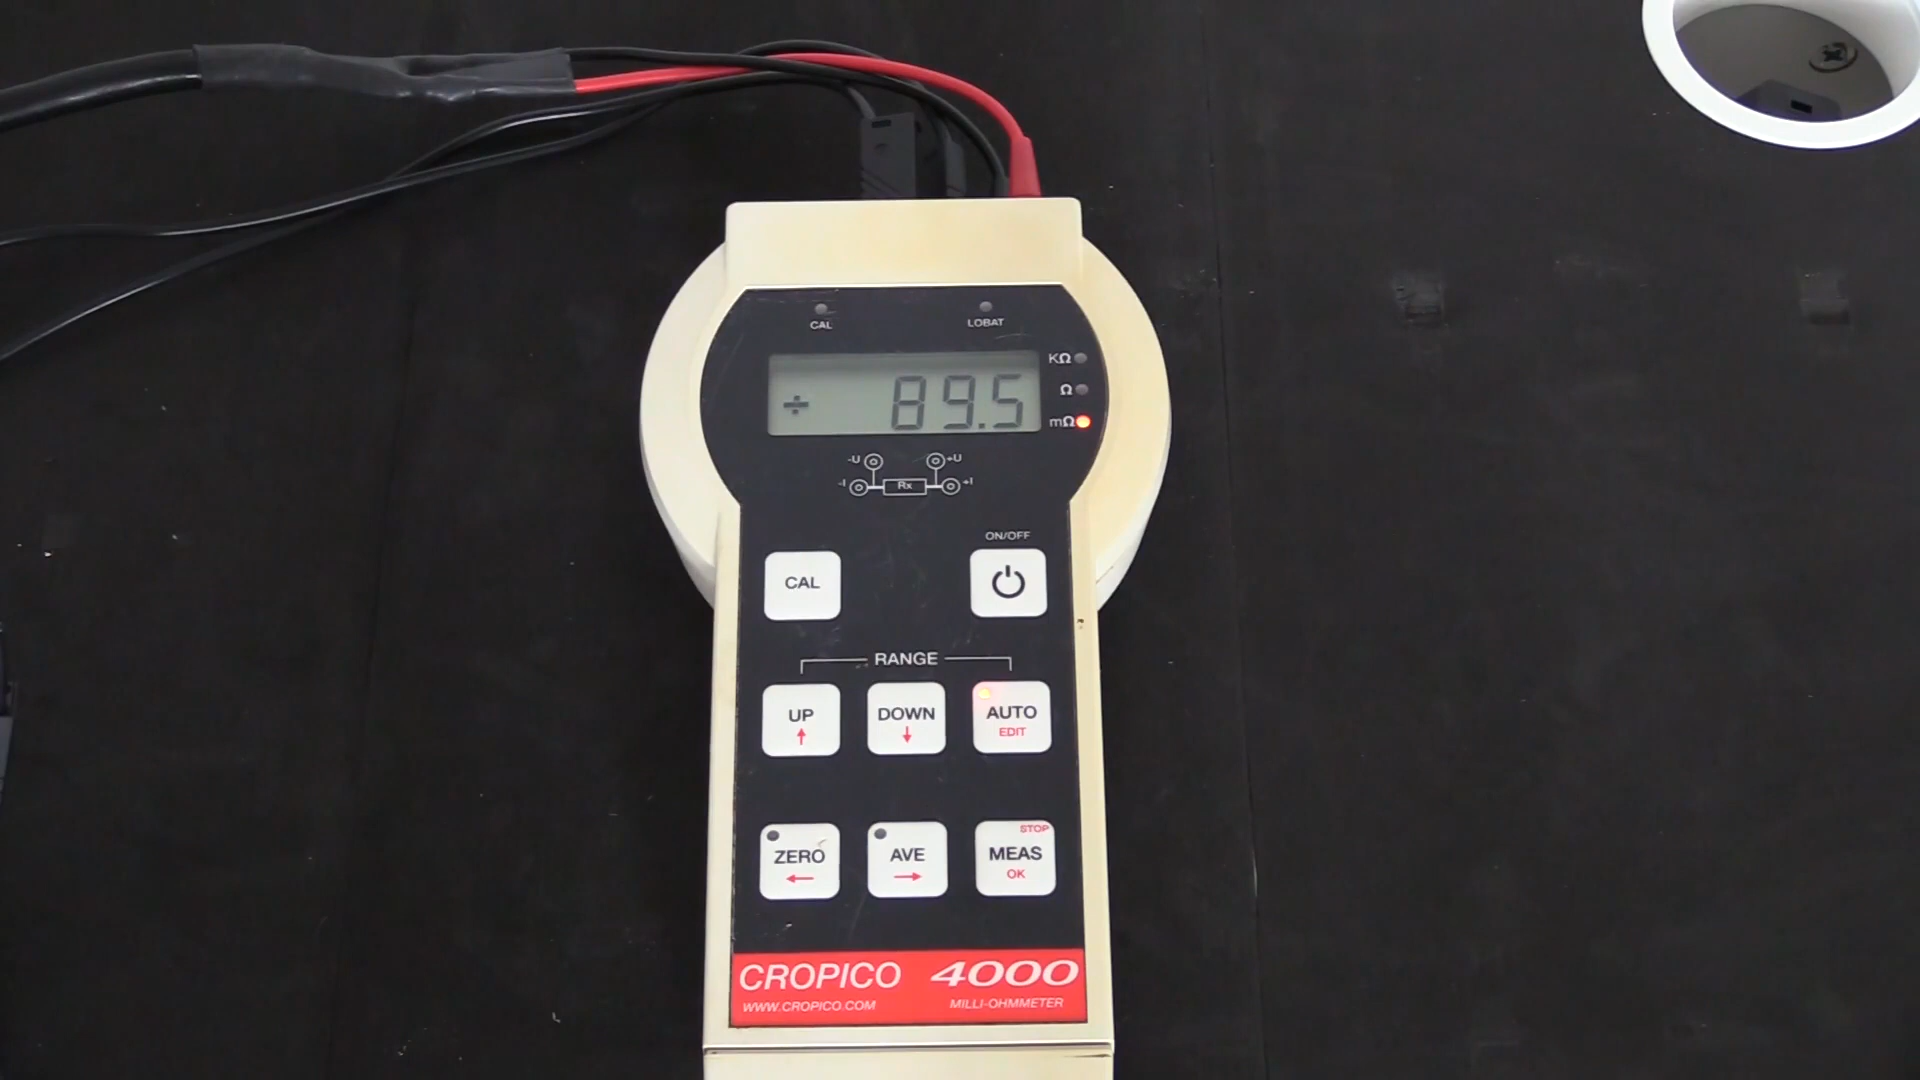 CAL
LOBAT
÷ 89.5
KΩ
Ω
mΩ
-U +U
-I Rx +I
ON/OFF
CAL
RANGE
UP DOWN AUTO
↑ ↓ EDIT
STOP
ZERO AVE MEAS
← → OK
CROPICO 4000
WWW.CROPICO.COM MILLI-OHMMETER